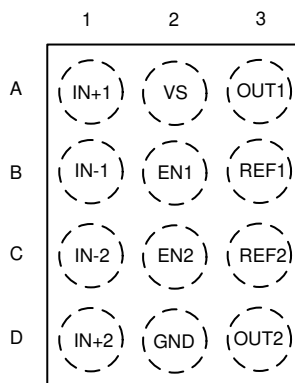 1 2 3
A IN+1 VS OUT1
B IN-1 EN1 REF1
C IN-2 EN2 REF2
D IN+2 GND OUT2